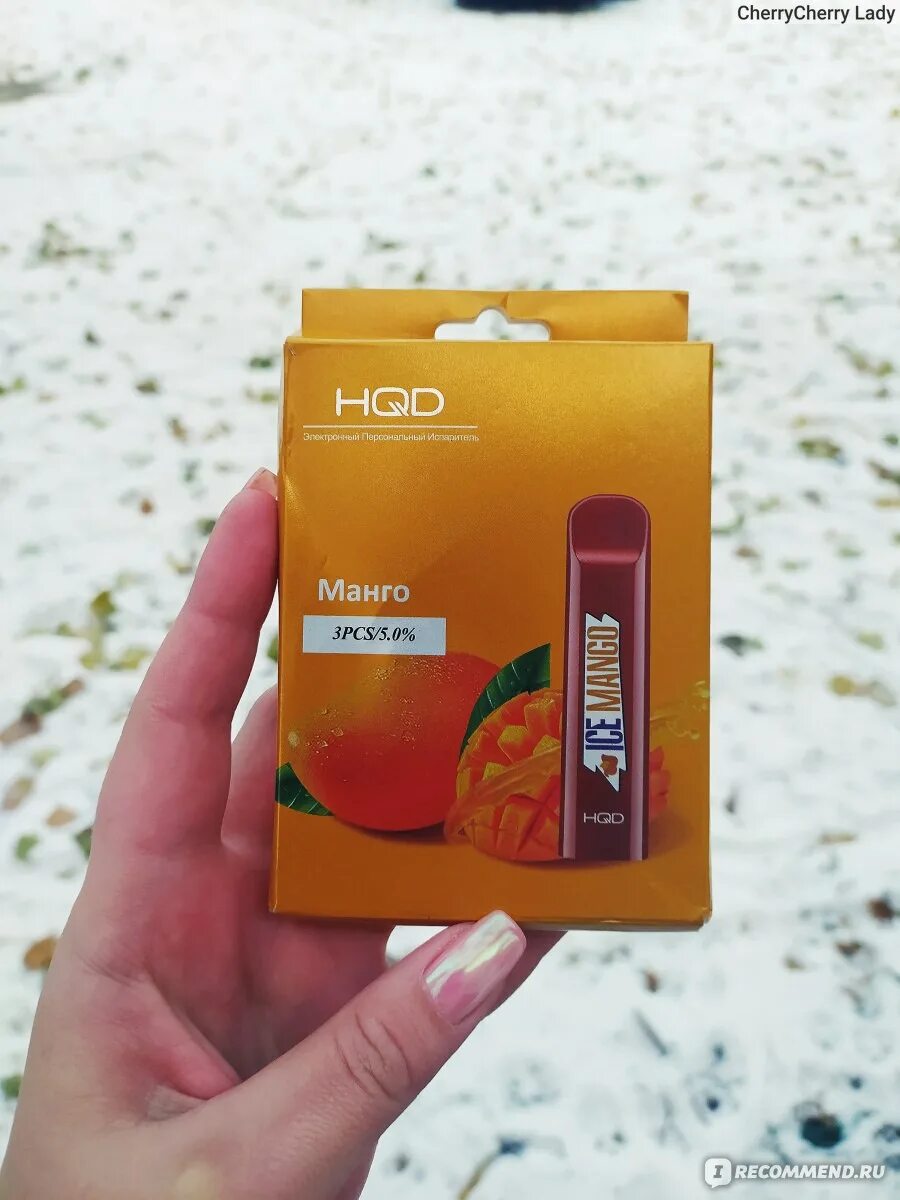 CherryCherry Lady
HQD
Электронный Персональный Испаритель
Манго
3PCS/5.0%
ICE MANGO
HQD
I RECOMMEND.RU